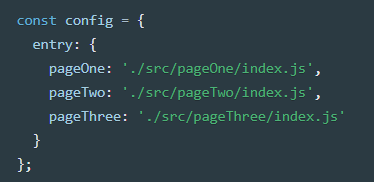 const config = {
  entry: {
    pageOne: './src/pageOne/index.js',
    pageTwo: './src/pageTwo/index.js',
    pageThree: './src/pageThree/index.js'
  }
};